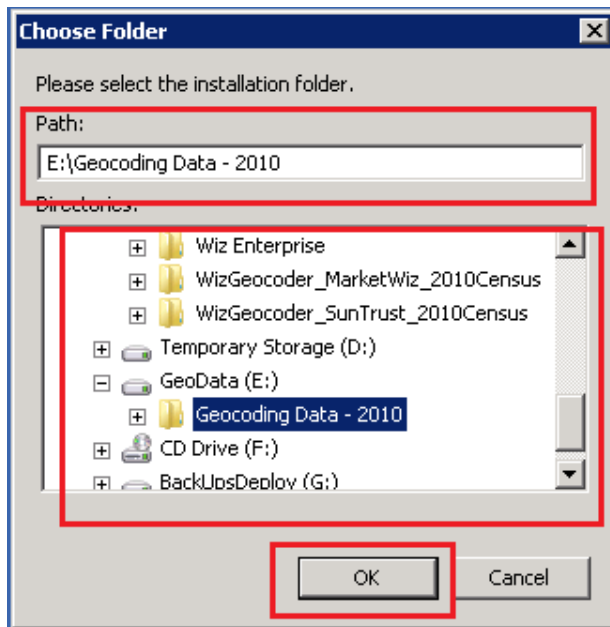 Choose Folder
Please select the installation folder.
Path:
E:\Geocoding Data - 2010
Directories:
Wiz Enterprise
WizGeocoder_MarketWiz_2010Census
WizGeocoder_SunTrust_2010Census
Temporary Storage (D:)
GeoData (E:)
Geocoding Data - 2010
CD Drive (F:)
BackUpsDeploy (G:)
OK Cancel